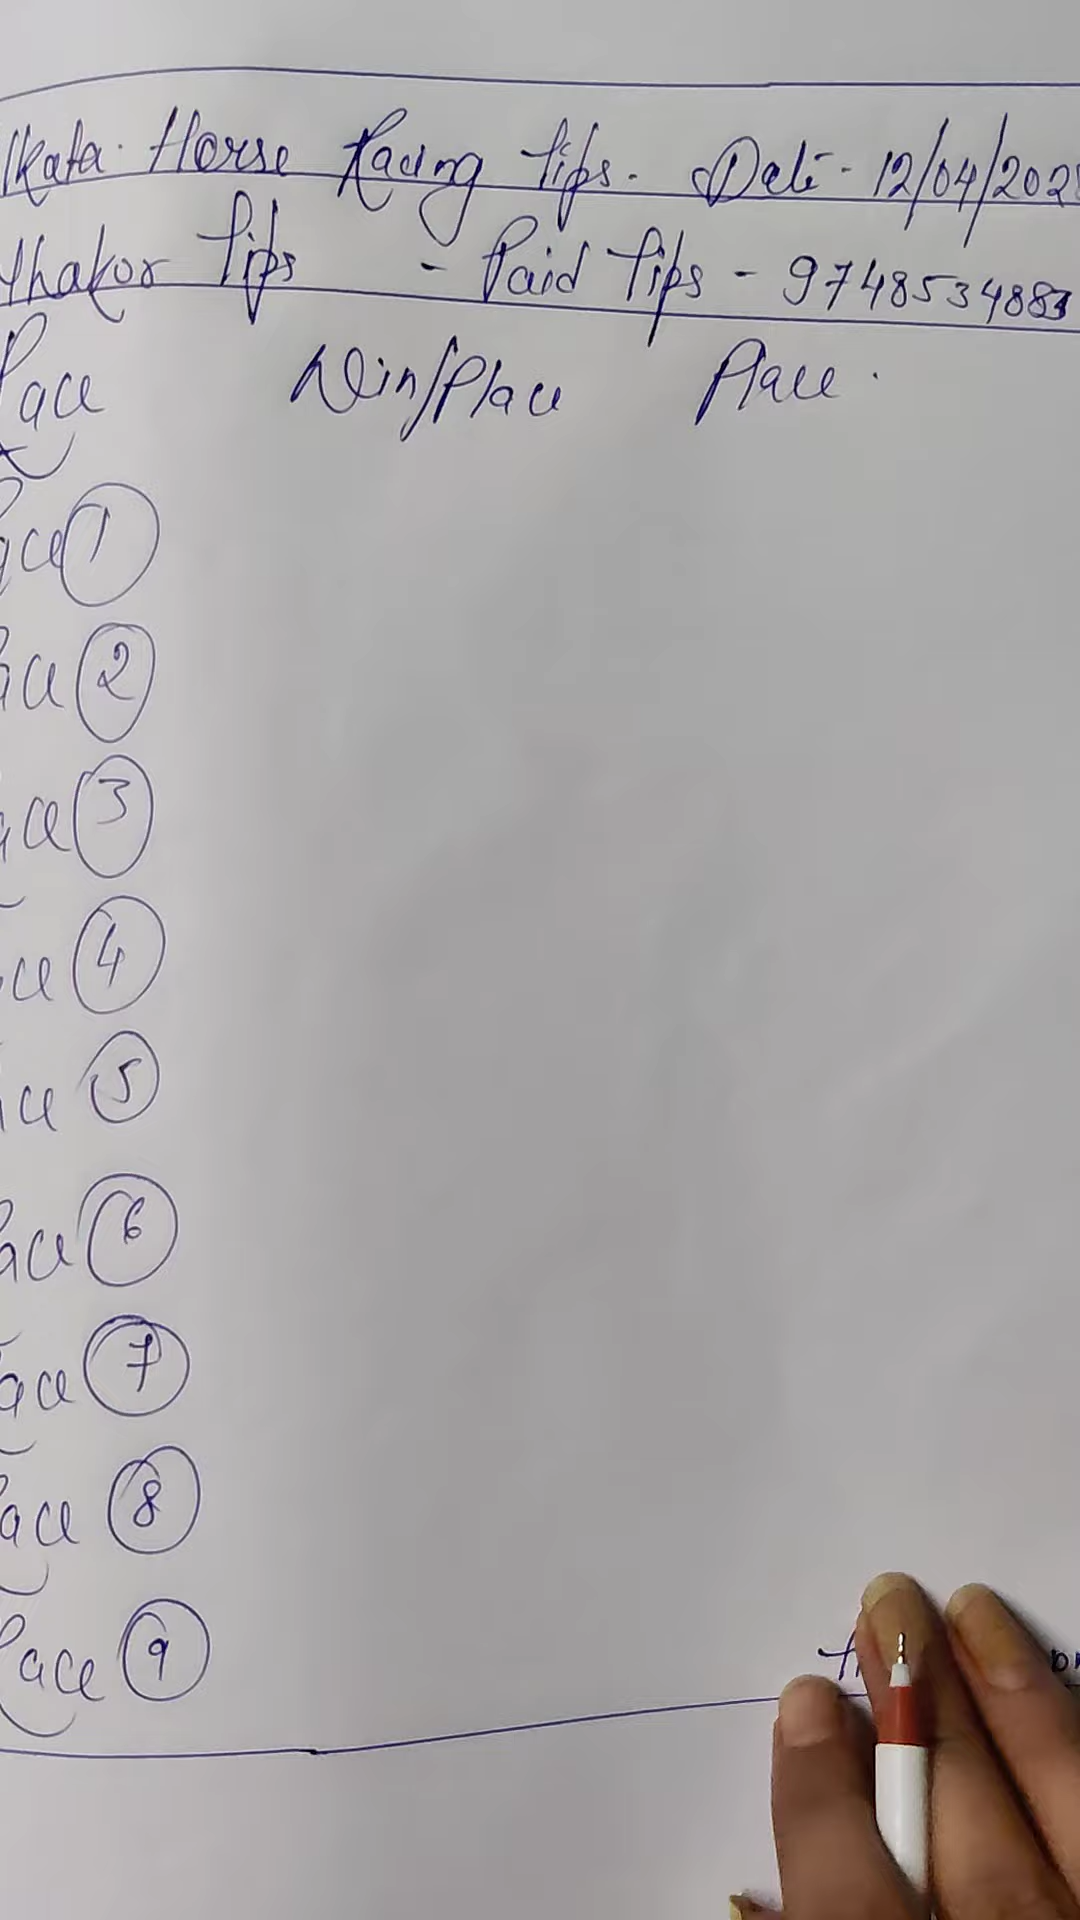 lkata. Horse Racing Tips. Date - 12/04/202
Thakor Tips - Paid Tips - 9748534883
Race Win/Place Place.
Race 1
Race 2
Race 3
Race 4
Race 5
Race 6
Race 7
Race 8
Race 9